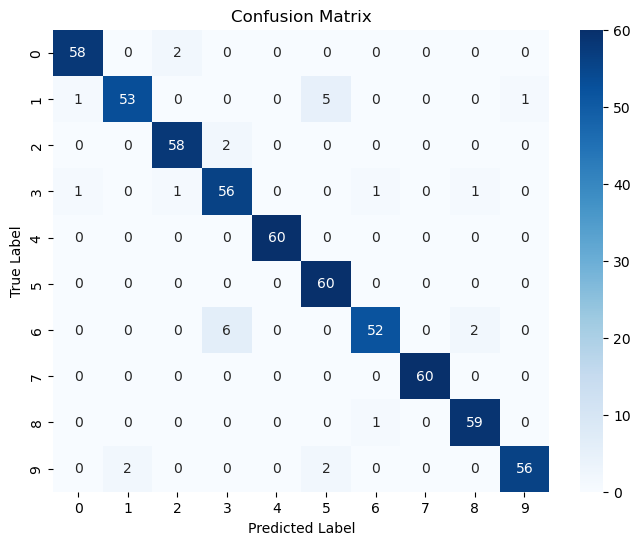 Confusion Matrix
0 58 0 2 0 0 0 0 0 0 0
1 1 53 0 0 0 5 0 0 0 1
2 0 0 58 2 0 0 0 0 0 0
3 1 0 1 56 0 0 1 0 1 0
4 0 0 0 0 60 0 0 0 0 0
5 0 0 0 0 0 60 0 0 0 0
6 0 0 0 6 0 0 52 0 2 0
7 0 0 0 0 0 0 0 60 0 0
8 0 0 0 0 0 0 1 0 59 0
9 0 2 0 0 0 2 0 0 0 56
0 1 2 3 4 5 6 7 8 9
Predicted Label
True Label
60
50
40
30
20
10
0